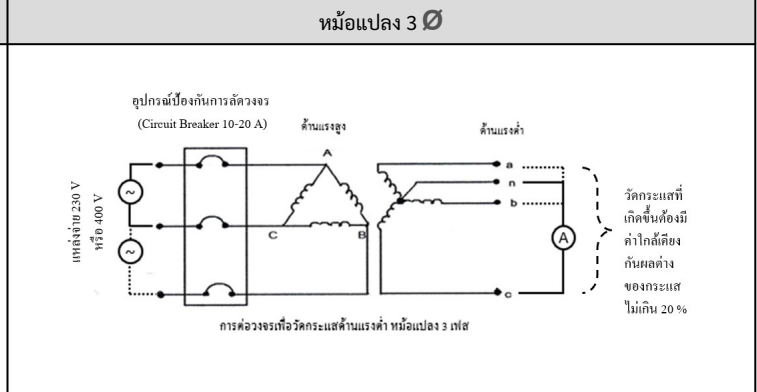 หม้อแปลง 3 Ø
อุปกรณ์ป้องกันการลัดวงจร
(Circuit Breaker 10-20 A)
ด้านแรงสูง
ด้านแรงต่ำ
แหล่งจ่าย 230 V
หรือ 400 V
~
~
A
C
B
a
n
b
c
A
วัดกระแสที่
เกิดขึ้นต้องมี
ค่าใกล้เคียง
กันผลต่าง
ของกระแส
ไม่เกิน 20 %
การต่อวงจรเพื่อวัดกระแสด้านแรงต่ำ หม้อแปลง 3 เฟส